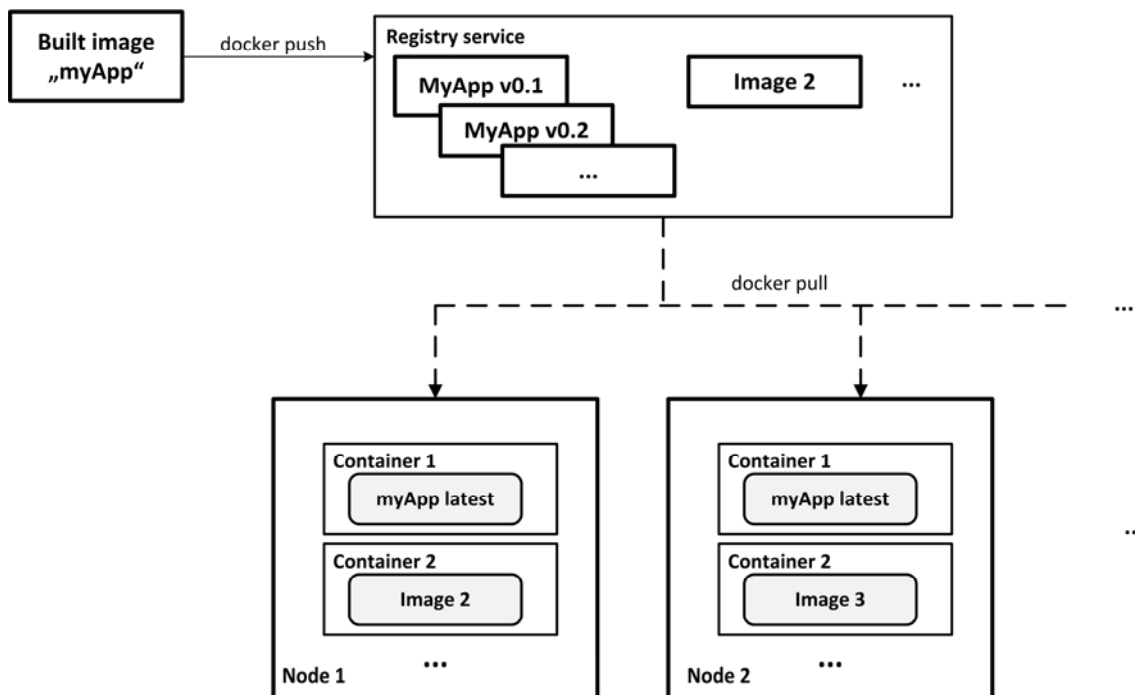 Built image
„myApp“
docker push
Registry service
MyApp v0.1
MyApp v0.2
...
Image 2
...
docker pull
...
Container 1
myApp latest
Container 2
Image 2
...
Node 1
Container 1
myApp latest
Container 2
Image 3
...
Node 2
..